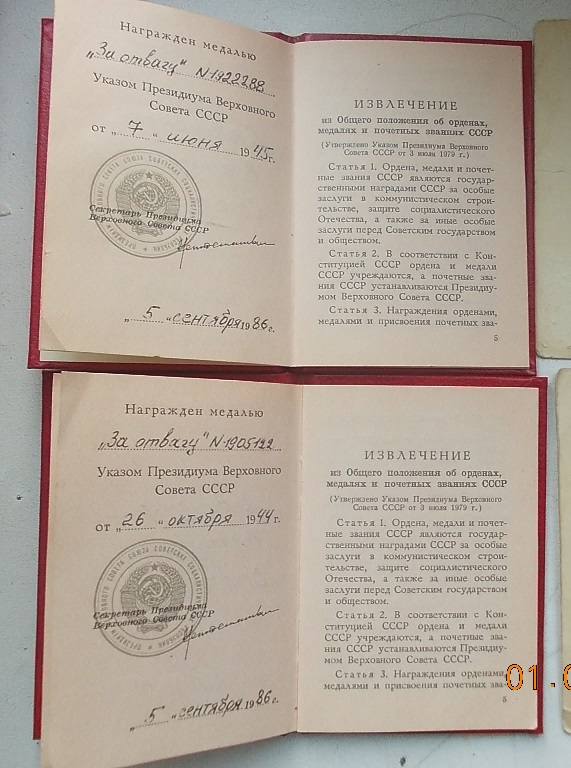 Награжден медалью
„За отвагу" N1922288
Указом Президиума Верховного
Совета СССР
от „7" июня 1945г.
Секретарь Президиума
Верховного Совета СССР
„5" сентября 1986г.
ИЗВЛЕЧЕНИЕ
из Общего положения об орденах,
медалях и почетных званиях СССР
(Утверждено Указом Президиума Верховного
Совета СССР от 3 июля 1979 г.)
Статья 1. Ордена, медали и почет-
ные звания СССР являются государ-
ственными наградами СССР за особые
заслуги в коммунистическом строи-
тельстве, защите социалистического
Отечества, а также за иные особые
заслуги перед Советским государством
и обществом.
Статья 2. В соответствии с Кон-
ституцией СССР ордена и медали
СССР учреждаются, а почетные зва-
ния СССР устанавливаются Президиу-
мом Верховного Совета СССР.
Статья 3. Награждения орденами,
медалями и присвоения почетных зва-
5
Награжден медалью
„За отвагу" N1905122
Указом Президиума Верховного
Совета СССР
от „26" октября 1944г.
Секретарь Президиума
Верховного Совета СССР
„5" сентября 1986г.
ИЗВЛЕЧЕНИЕ
из Общего положения об орденах,
медалях и почетных званиях СССР
(Утверждено Указом Президиума Верховного
Совета СССР от 3 июля 1979 г.)
Статья 1. Ордена, медали и почет-
ные звания СССР являются государ-
ственными наградами СССР за особые
заслуги в коммунистическом строи-
тельстве, защите социалистического
Отечества, а также за иные особые
заслуги перед Советским государством
и обществом.
Статья 2. В соответствии с Кон-
ституцией СССР ордена и медали
СССР учреждаются, а почетные зва-
ния СССР устанавливаются Президиу-
мом Верховного Совета СССР.
Статья 3. Награждения орденами,
медалями и присвоения почетных зва-
5
01.0